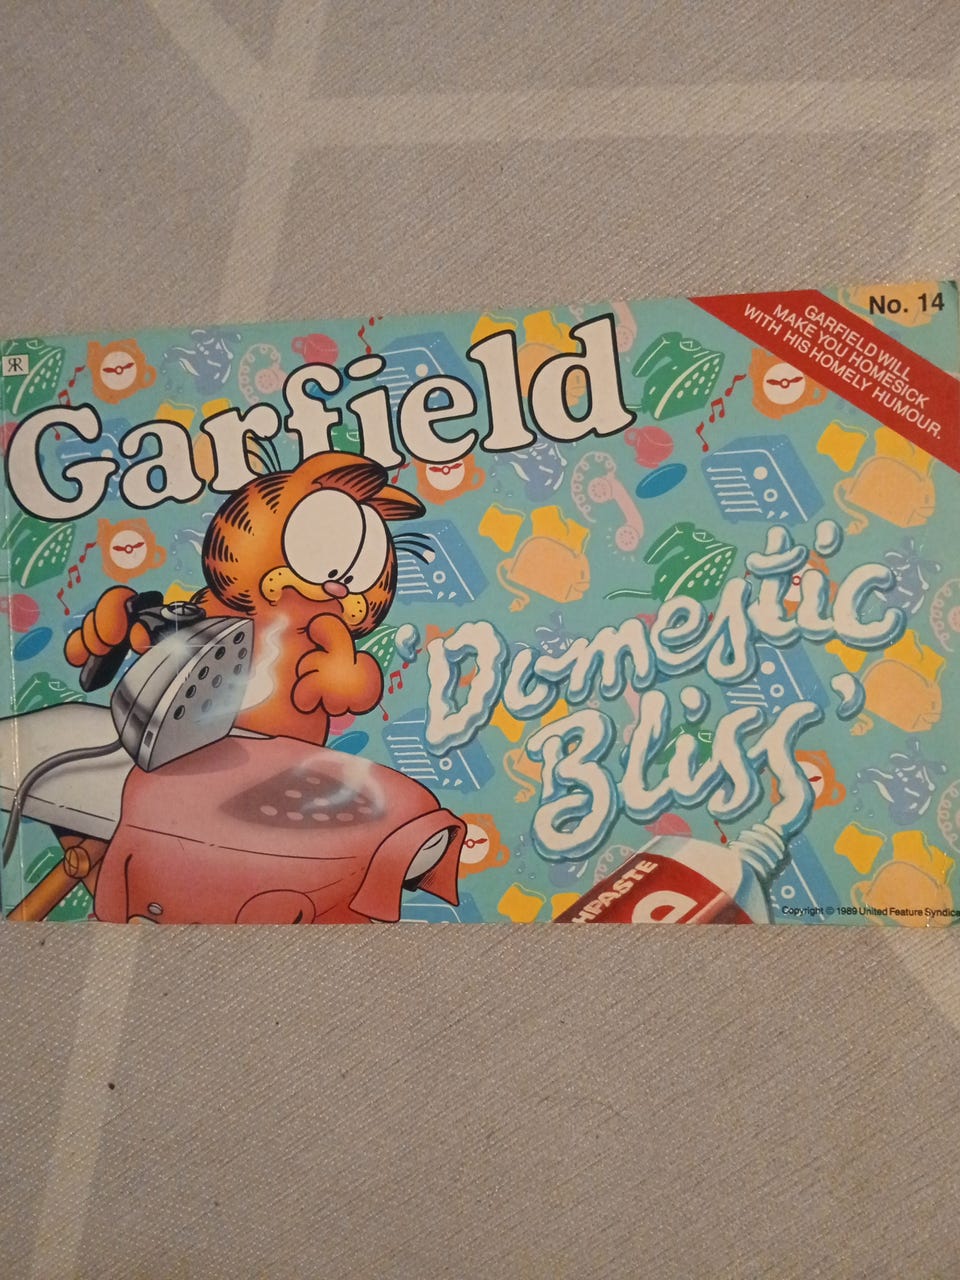 No. 14
GARFIELD WILL
MAKE YOU HOMESICK
WITH HIS HOMELY HUMOUR.
Garfield
'Domestic
Bliss'
HPASTE
e
Copyright © 1989 United Feature Syndica